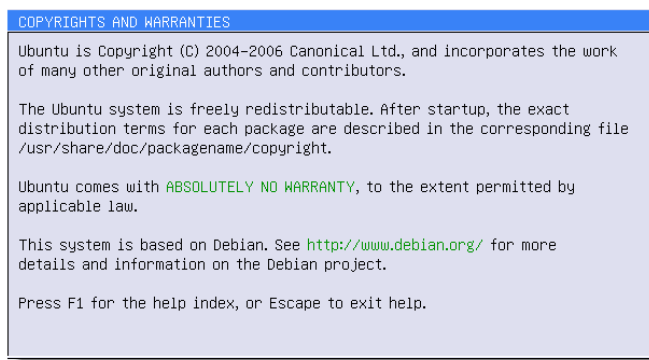 COPYRIGHTS AND WARRANTIES
Ubuntu is Copyright (C) 2004-2006 Canonical Ltd., and incorporates the work
of many other original authors and contributors.
The Ubuntu system is freely redistributable. After startup, the exact
distribution terms for each package are described in the corresponding file
/usr/share/doc/packagename/copyright.
Ubuntu comes with ABSOLUTELY NO WARRANTY, to the extent permitted by
applicable law.
This system is based on Debian. See http://www.debian.org/ for more
details and information on the Debian project.
Press F1 for the help index, or Escape to exit help.